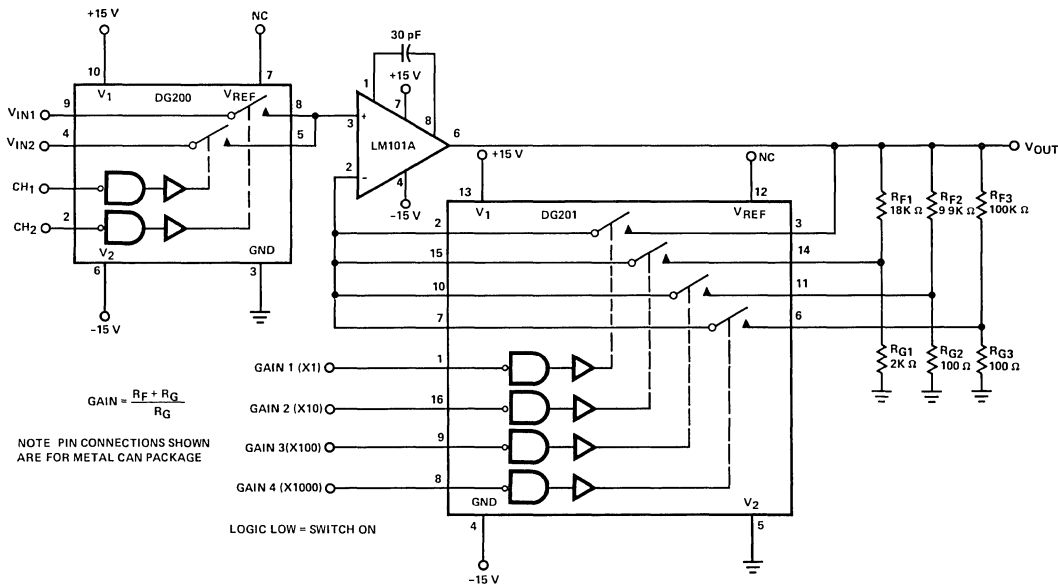 +15 V
NC
10
7
V1
DG200
VREF
VIN1
9
8
VIN2
4
5
CH1
1
CH2
2
V2
GND
6
3
-15 V
30 pF
1
+15 V
7
8
3
+
LM101A
6
2
-
4
-15 V
VOUT
+15 V
NC
13
12
V1
DG201
VREF
2
3
15
14
10
11
7
6
RF1
18K Ω
RF2
9 9K Ω
RF3
100K Ω
RG1
2K Ω
RG2
100 Ω
RG3
100 Ω
GAIN 1 (X1)
1
GAIN 2 (X10)
16
GAIN 3(X100)
9
GAIN 4 (X1000)
8
GND
V2
4
5
-15 V
GAIN = RF + RG
RG
NOTE PIN CONNECTIONS SHOWN
ARE FOR METAL CAN PACKAGE
LOGIC LOW = SWITCH ON